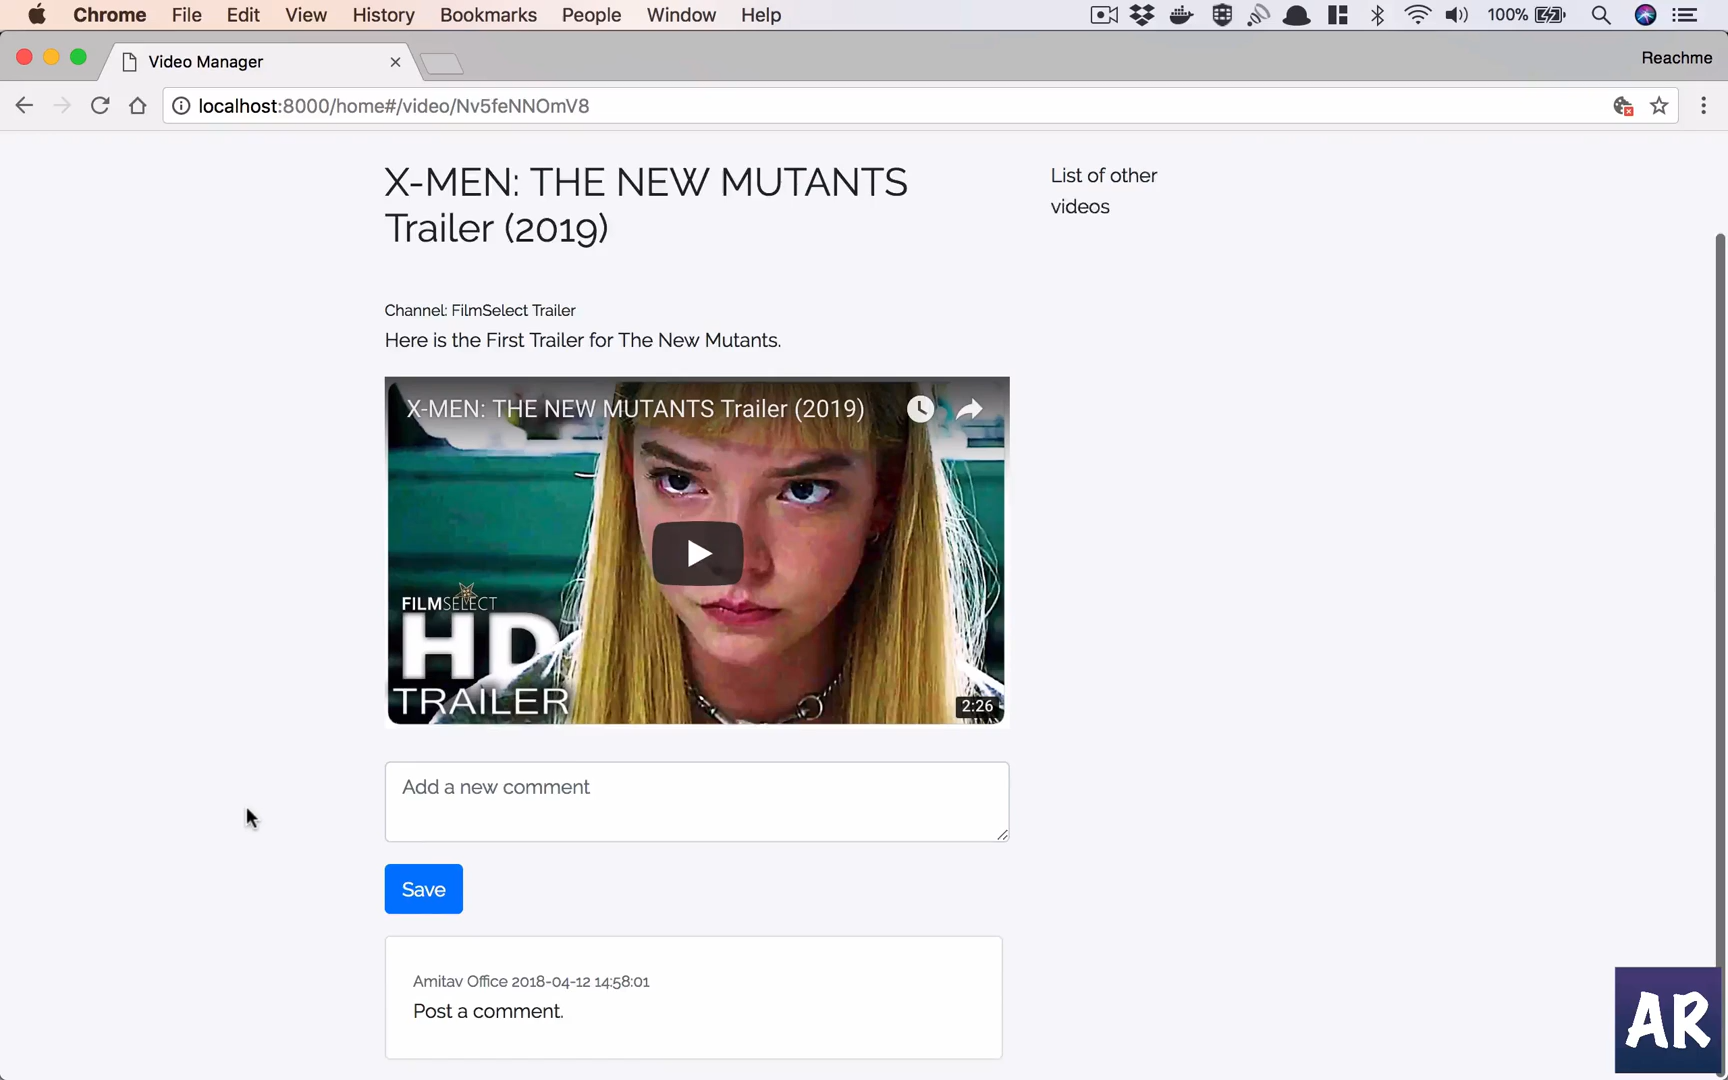 Chrome File Edit View History Bookmarks People Window Help 100%
Video Manager Reachme
localhost:8000/home#/video/Nv5feNNOmV8
X-MEN: THE NEW MUTANTS
Trailer (2019)
List of other
videos
Channel: FilmSelect Trailer
Here is the First Trailer for The New Mutants.
X-MEN: THE NEW MUTANTS Trailer (2019)
FILMSELECT
HD
TRAILER
2:26
Add a new comment
Save
Amitav Office 2018-04-12 14:58:01
Post a comment.
AR